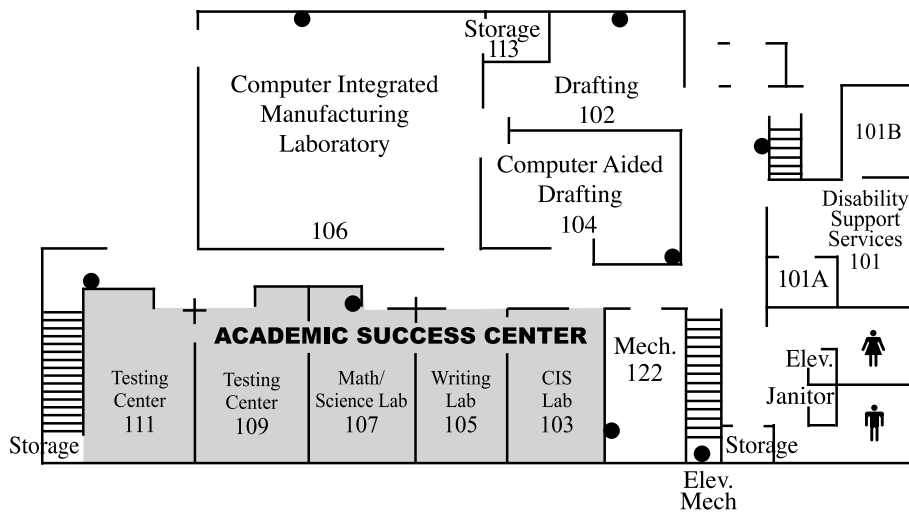 Storage
113
Computer Integrated
Manufacturing
Laboratory
106
Drafting
102
Computer Aided
Drafting
104
101B
Disability
Support
Services
101
101A
ACADEMIC SUCCESS CENTER
Testing
Center
111
Testing
Center
109
Math/
Science Lab
107
Writing
Lab
105
CIS
Lab
103
Mech.
122
Elev.
Janitor
Storage
Storage
Elev.
Mech